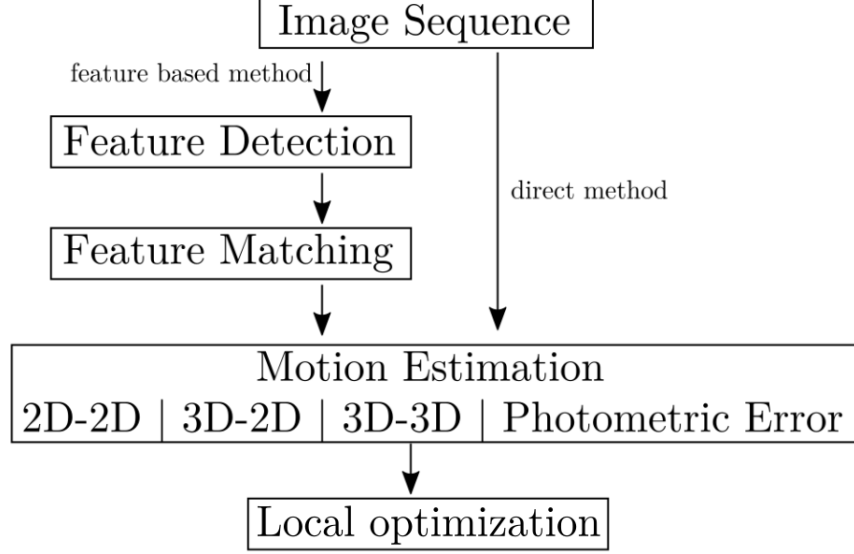 Image Sequence
feature based method
Feature Detection
direct method
Feature Matching
Motion Estimation
2D-2D | 3D-2D | 3D-3D | Photometric Error
Local optimization